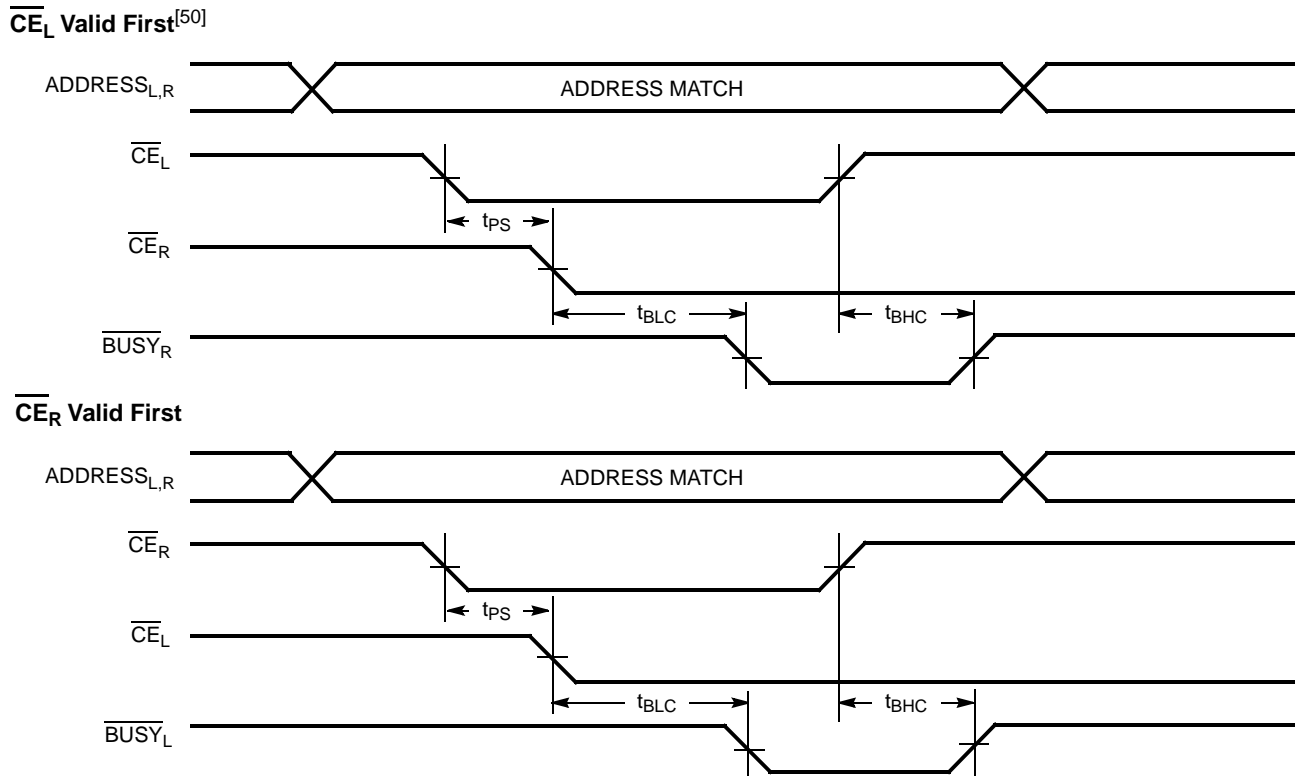 CE_L Valid First[50]
ADDRESS_L,R
ADDRESS MATCH
CE_L
t_PS
CE_R
t_BLC
t_BHC
BUSY_R
CE_R Valid First
ADDRESS_L,R
ADDRESS MATCH
CE_R
t_PS
CE_L
t_BLC
t_BHC
BUSY_L